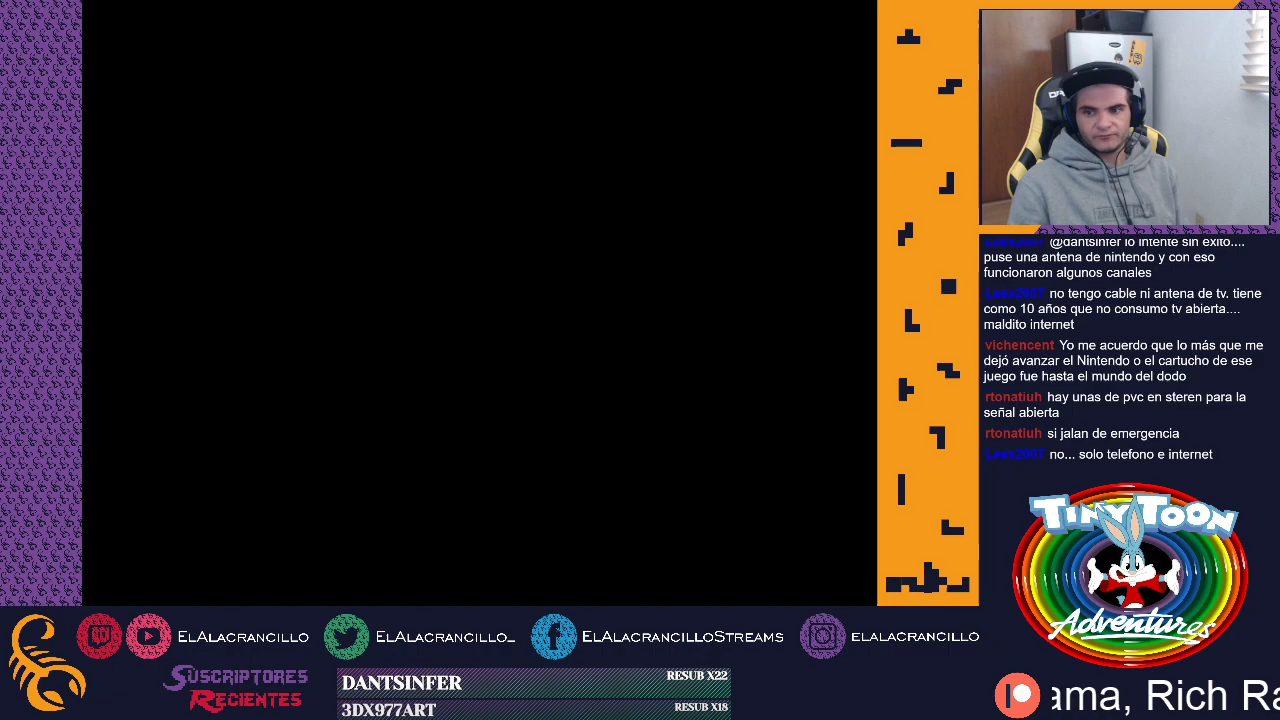 Leex2007 @dantsinfer lo intente sin exito....
puse una antena de nintendo y con eso
funcionaron algunos canales
Leex2007 no tengo cable ni antena de tv. tiene
como 10 años que no consumo tv abierta....
maldito internet
vichencent Yo me acuerdo que lo más que me
dejó avanzar el Nintendo o el cartucho de ese
juego fue hasta el mundo del dodo
rtonatiuh hay unas de pvc en steren para la
señal abierta
rtonatiuh si jalan de emergencia
Leex2007 no... solo telefono e internet
TINY TOON
Adventures
ELALACRANCILLO
ELALACRANCILLO_
ELALACRANCILLOSTREAMS
ELALACRANCILLO
SUSCRIPTORES
RECIENTES
DANTSINFER RESUB X22
3DX977ART RESUB X18
ama, Rich Ra